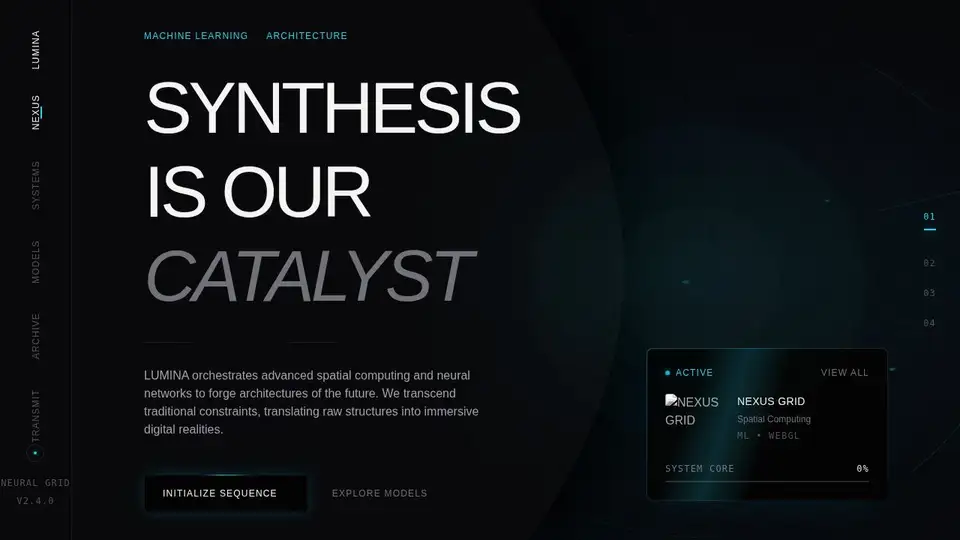 LUMINA
NEXUS
SYSTEMS
MODELS
ARCHIVE
TRANSMIT
NEURAL GRID
V2.4.0
MACHINE LEARNING ARCHITECTURE
SYNTHESIS
IS OUR
CATALYST
LUMINA orchestrates advanced spatial computing and neural
networks to forge architectures of the future. We transcend
traditional constraints, translating raw structures into immersive
digital realities.
INITIALIZE SEQUENCE EXPLORE MODELS
01
02
03
04
ACTIVE VIEW ALL
NEXUS
GRID
NEXUS GRID
Spatial Computing
ML • WEBGL
SYSTEM CORE 0%